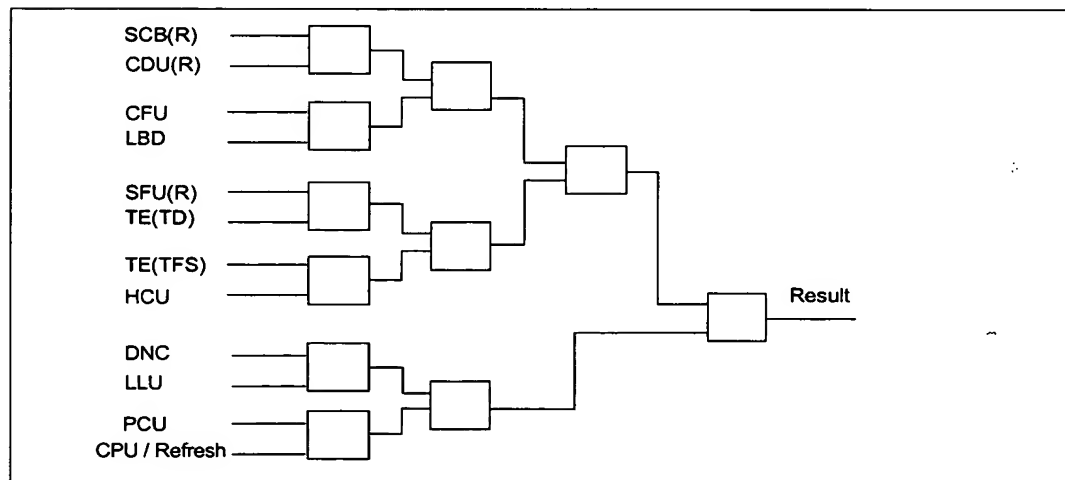 SCB(R)
CDU(R)
CFU
LBD
SFU(R)
TE(TD)
TE(TFS)
HCU
Result
DNC
LLU
PCU
CPU / Refresh